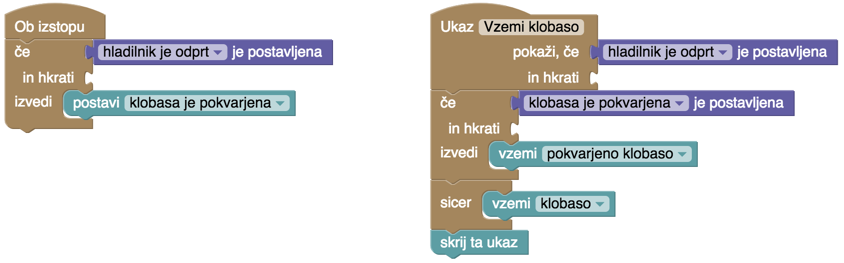 Ob izstopu
če hladilnik je odprt je postavljena
in hkrati
izvedi postavi klobasa je pokvarjena
Ukaz Vzemi klobaso
pokaži, če hladilnik je odprt je postavljena
in hkrati
če klobasa je pokvarjena je postavljena
in hkrati
izvedi vzemi pokvarjeno klobaso
sicer vzemi klobaso
skrij ta ukaz